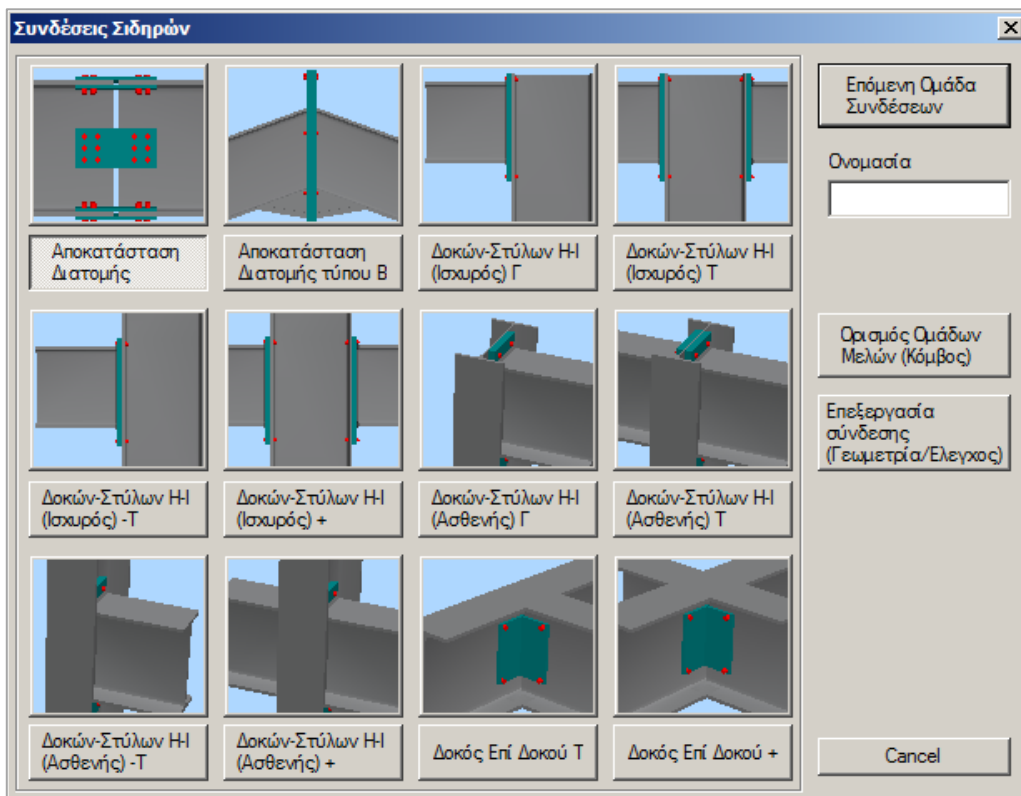 Συνδέσεις Σιδηρών
Αποκατάσταση
Διατομής
Αποκατάσταση
Διατομής τύπου Β
Δοκών-Στύλων Η-Ι
(Ισχυρός) Γ
Δοκών-Στύλων Η-Ι
(Ισχυρός) Τ
Δοκών-Στύλων Η-Ι
(Ισχυρός) -Τ
Δοκών-Στύλων Η-Ι
(Ισχυρός) +
Δοκών-Στύλων Η-Ι
(Ασθενής) Γ
Δοκών-Στύλων Η-Ι
(Ασθενής) Τ
Δοκών-Στύλων Η-Ι
(Ασθενής) -Τ
Δοκών-Στύλων Η-Ι
(Ασθενής) +
Δοκός Επί Δοκού Τ
Δοκός Επί Δοκού +
Επόμενη Ομάδα
Συνδέσεων
Ονομασία
Ορισμός Ομάδων
Μελών (Κόμβος)
Επεξεργασία
σύνδεσης
(Γεωμετρία/Ελεγχος)
Cancel